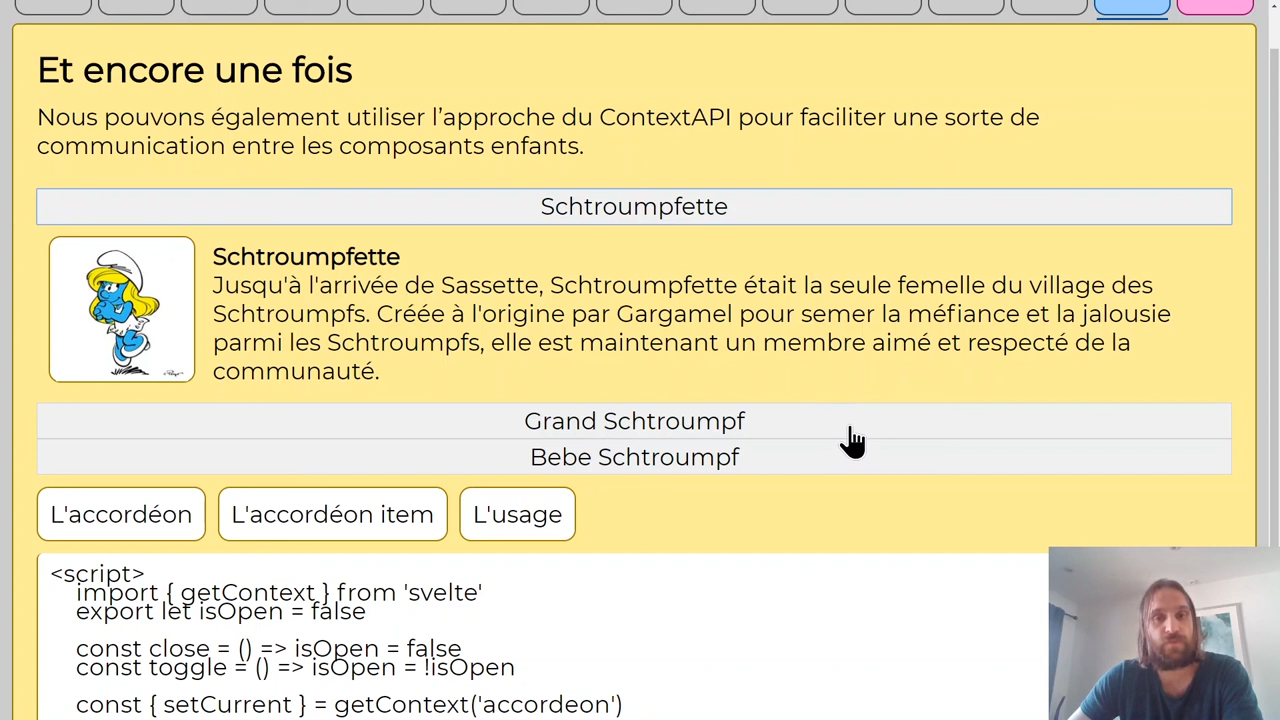 Et encore une fois
Nous pouvons également utiliser l’approche du ContextAPI pour faciliter une sorte de
communication entre les composants enfants.
Schtroumpfette
Schtroumpfette
Jusqu'à l'arrivée de Sassette, Schtroumpfette était la seule femelle du village des
Schtroumpfs. Créée à l'origine par Gargamel pour semer la méfiance et la jalousie
parmi les Schtroumpfs, elle est maintenant un membre aimé et respecté de la
communauté.
Grand Schtroumpf
Bebe Schtroumpf
L'accordéon
L'accordéon item
L'usage
<script>
import { getContext } from 'svelte'
export let isOpen = false
const close = () => isOpen = false
const toggle = () => isOpen = !isOpen
const { setCurrent } = getContext('accordeon')